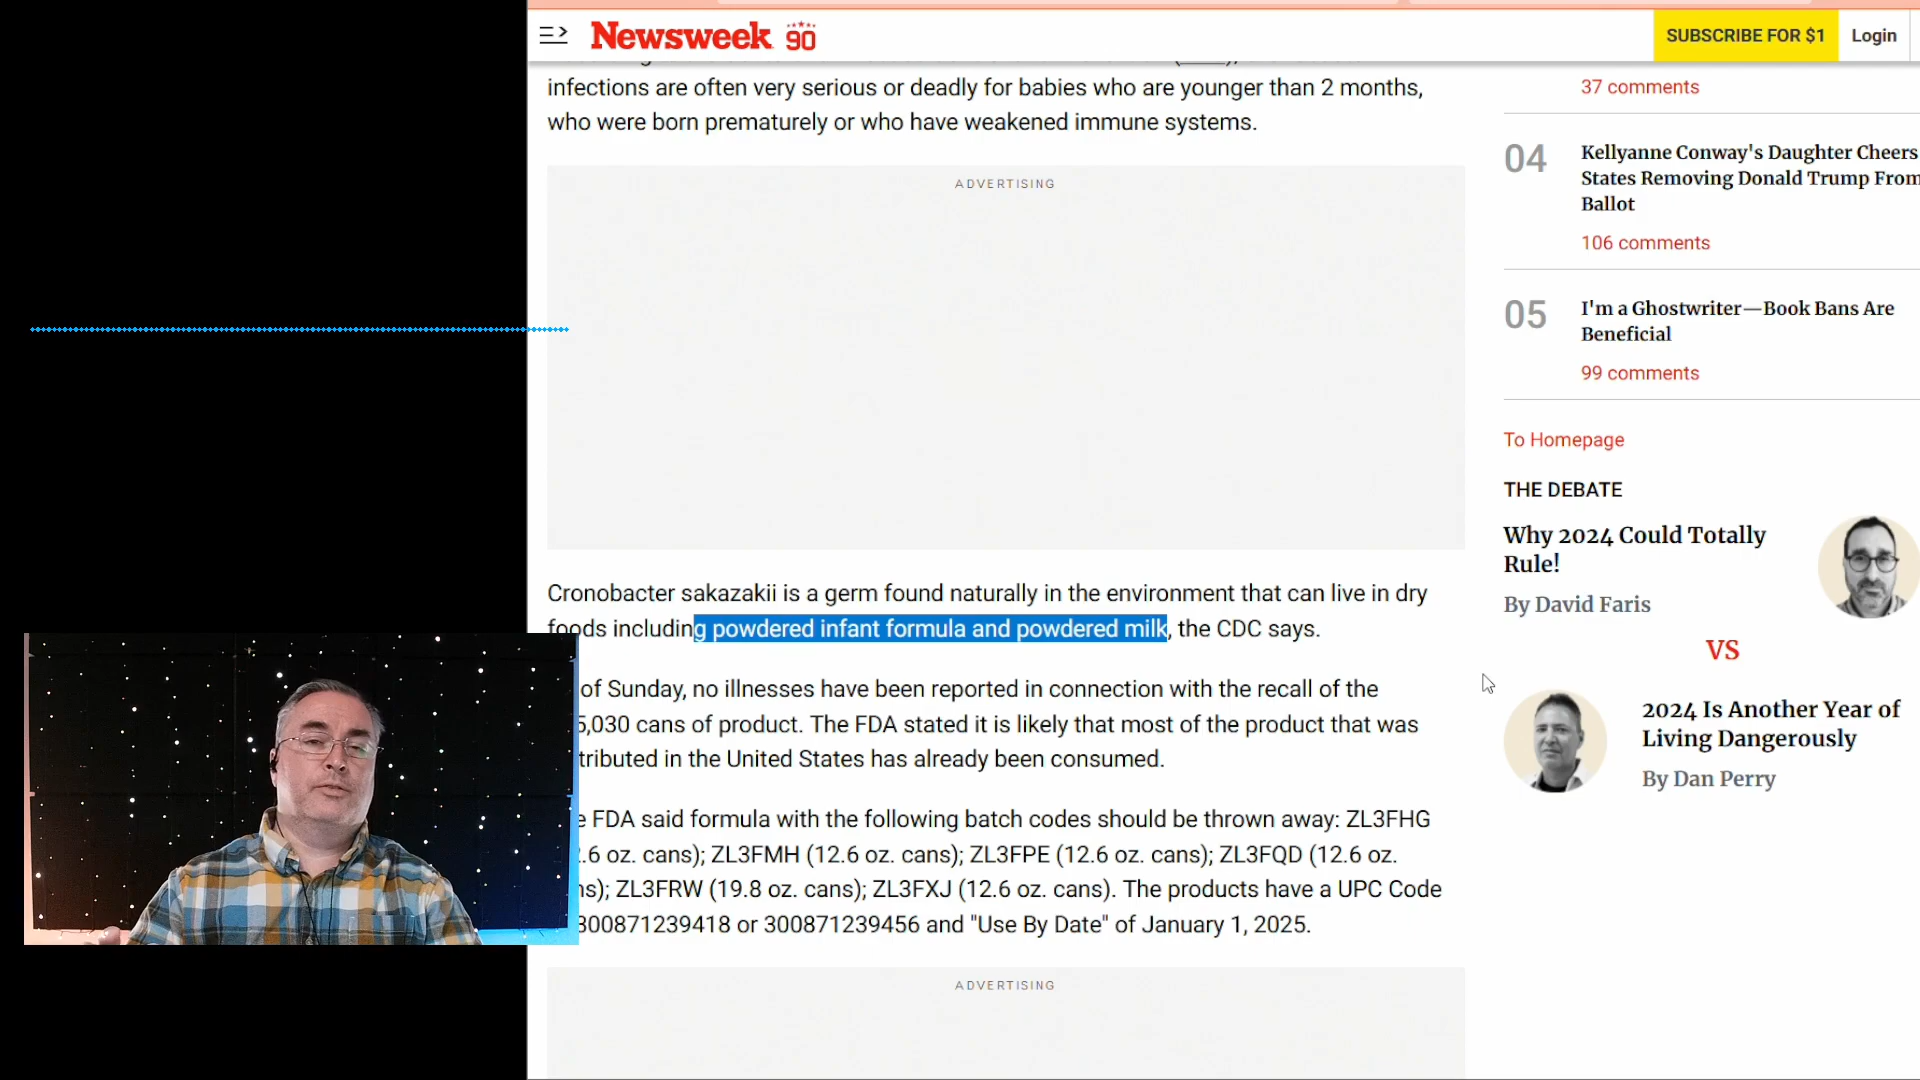 Newsweek 90
SUBSCRIBE FOR $1
Login
infections are often very serious or deadly for babies who are younger than 2 months,
who were born prematurely or who have weakened immune systems.
ADVERTISING
Cronobacter sakazakii is a germ found naturally in the environment that can live in dry
foods including powdered infant formula and powdered milk, the CDC says.
of Sunday, no illnesses have been reported in connection with the recall of the
5,030 cans of product. The FDA stated it is likely that most of the product that was
tributed in the United States has already been consumed.
e FDA said formula with the following batch codes should be thrown away: ZL3FHG
.6 oz. cans); ZL3FMH (12.6 oz. cans); ZL3FPE (12.6 oz. cans); ZL3FQD (12.6 oz.
ns); ZL3FRW (19.8 oz. cans); ZL3FXJ (12.6 oz. cans). The products have a UPC Code
300871239418 or 300871239456 and "Use By Date" of January 1, 2025.
ADVERTISING
37 comments
04
Kellyanne Conway's Daughter Cheers
States Removing Donald Trump From
Ballot
106 comments
05
I'm a Ghostwriter—Book Bans Are
Beneficial
99 comments
To Homepage
THE DEBATE
Why 2024 Could Totally
Rule!
By David Faris
VS
2024 Is Another Year of
Living Dangerously
By Dan Perry